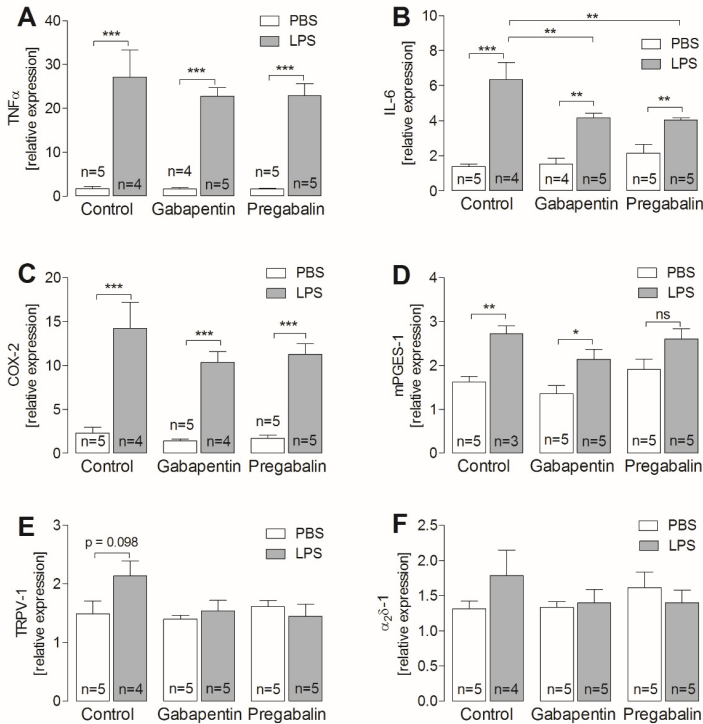 A
TNFα
[relative expression]
PBS
LPS
50
40
30
20
10
0
***
***
***
n=5
n=4
n=4
n=5
n=5
n=5
Control
Gabapentin
Pregabalin
B
IL-6
[relative expression]
PBS
LPS
10
8
6
4
2
0
**
**
***
**
**
n=5
n=4
n=4
n=5
n=5
n=5
Control
Gabapentin
Pregabalin
C
COX-2
[relative expression]
PBS
LPS
20
15
10
5
0
***
***
***
n=5
n=4
n=5
n=4
n=5
n=5
Control
Gabapentin
Pregabalin
D
mPGES-1
[relative expression]
PBS
LPS
4
3
2
1
0
**
*
ns
n=5
n=3
n=5
n=5
n=5
n=5
Control
Gabapentin
Pregabalin
E
TRPV-1
[relative expression]
PBS
LPS
3
2
1
0
p = 0.098
n=5
n=4
n=5
n=5
n=5
n=5
Control
Gabapentin
Pregabalin
F
α2δ-1
[relative expression]
PBS
LPS
2.5
2.0
1.5
1.0
0.5
0.0
n=5
n=4
n=5
n=5
n=5
n=5
Control
Gabapentin
Pregabalin